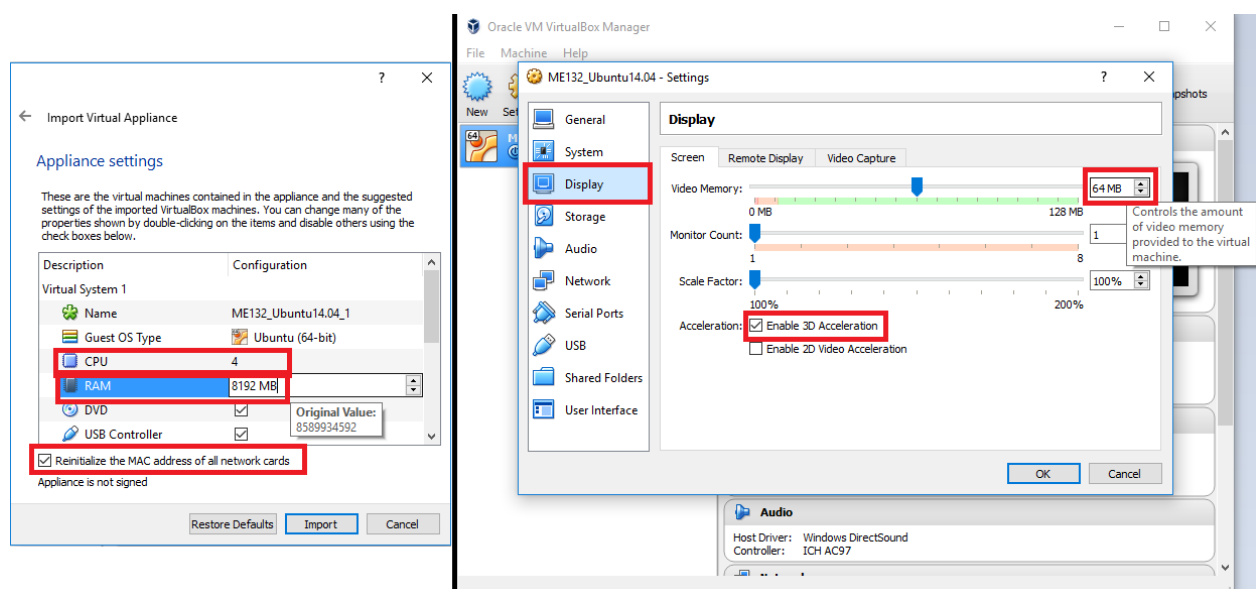 ?
Import Virtual Appliance
Appliance settings
These are the virtual machines contained in the appliance and the suggested
settings of the imported VirtualBox machines. You can change many of the
properties shown by double-clicking on the items and disable others using the
check boxes below.
Description Configuration
Virtual System 1
Name ME132_Ubuntu14.04_1
Guest OS Type Ubuntu (64-bit)
CPU 4
RAM 8192 MB
DVD
Original Value:
8589934592
USB Controller
Reinitialize the MAC address of all network cards
Appliance is not signed
Restore Defaults Import Cancel
Oracle VM VirtualBox Manager
File Machine Help
New Set
pshots
64 M
ME132_Ubuntu14.04 - Settings ?
General
System
Display
Storage
Audio
Network
Serial Ports
USB
Shared Folders
User Interface
Display
Screen Remote Display Video Capture
Video Memory: 64 MB
0 MB 128 MB
Controls the amount
of video memory
provided to the virtual
machine.
Monitor Count: 1
1 8
Scale Factor: 100%
100% 200%
Acceleration: Enable 3D Acceleration
Enable 2D Video Acceleration
OK Cancel
Audio
Host Driver: Windows DirectSound
Controller: ICH AC97